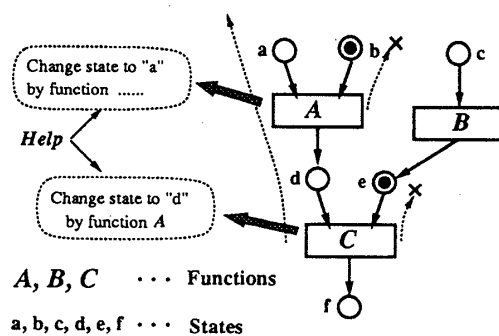 a
b
c
Change state to "a"
by function ......
A
B
Help
d
e
Change state to "d"
by function A
C
A, B, C ··· Functions
f
a, b, c, d, e, f ··· States